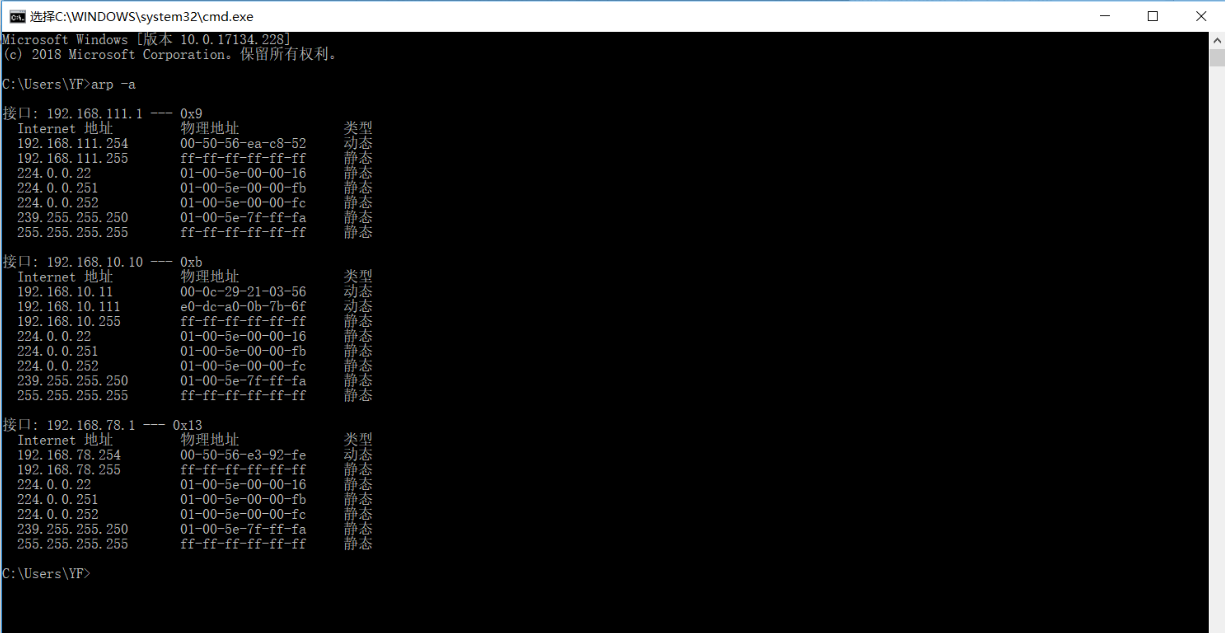 选择C:\WINDOWS\system32\cmd.exe
Microsoft Windows [版本 10.0.17134.228]
(c) 2018 Microsoft Corporation。保留所有权利。
C:\Users\YF>arp -a
接口: 192.168.111.1 --- 0x9
Internet 地址 物理地址 类型
192.168.111.254 00-50-56-ea-c8-52 动态
192.168.111.255 ff-ff-ff-ff-ff-ff 静态
224.0.0.22 01-00-5e-00-00-16 静态
224.0.0.251 01-00-5e-00-00-fb 静态
224.0.0.252 01-00-5e-00-00-fc 静态
239.255.255.250 01-00-5e-7f-ff-fa 静态
255.255.255.255 ff-ff-ff-ff-ff-ff 静态
接口: 192.168.10.10 --- 0xb
Internet 地址 物理地址 类型
192.168.10.11 00-0c-29-21-03-56 动态
192.168.10.111 e0-dc-a0-0b-7b-6f 动态
192.168.10.255 ff-ff-ff-ff-ff-ff 静态
224.0.0.22 01-00-5e-00-00-16 静态
224.0.0.251 01-00-5e-00-00-fb 静态
224.0.0.252 01-00-5e-00-00-fc 静态
239.255.255.250 01-00-5e-7f-ff-fa 静态
255.255.255.255 ff-ff-ff-ff-ff-ff 静态
接口: 192.168.78.1 --- 0x13
Internet 地址 物理地址 类型
192.168.78.254 00-50-56-e3-92-fe 动态
192.168.78.255 ff-ff-ff-ff-ff-ff 静态
224.0.0.22 01-00-5e-00-00-16 静态
224.0.0.251 01-00-5e-00-00-fb 静态
224.0.0.252 01-00-5e-00-00-fc 静态
239.255.255.250 01-00-5e-7f-ff-fa 静态
255.255.255.255 ff-ff-ff-ff-ff-ff 静态
C:\Users\YF>